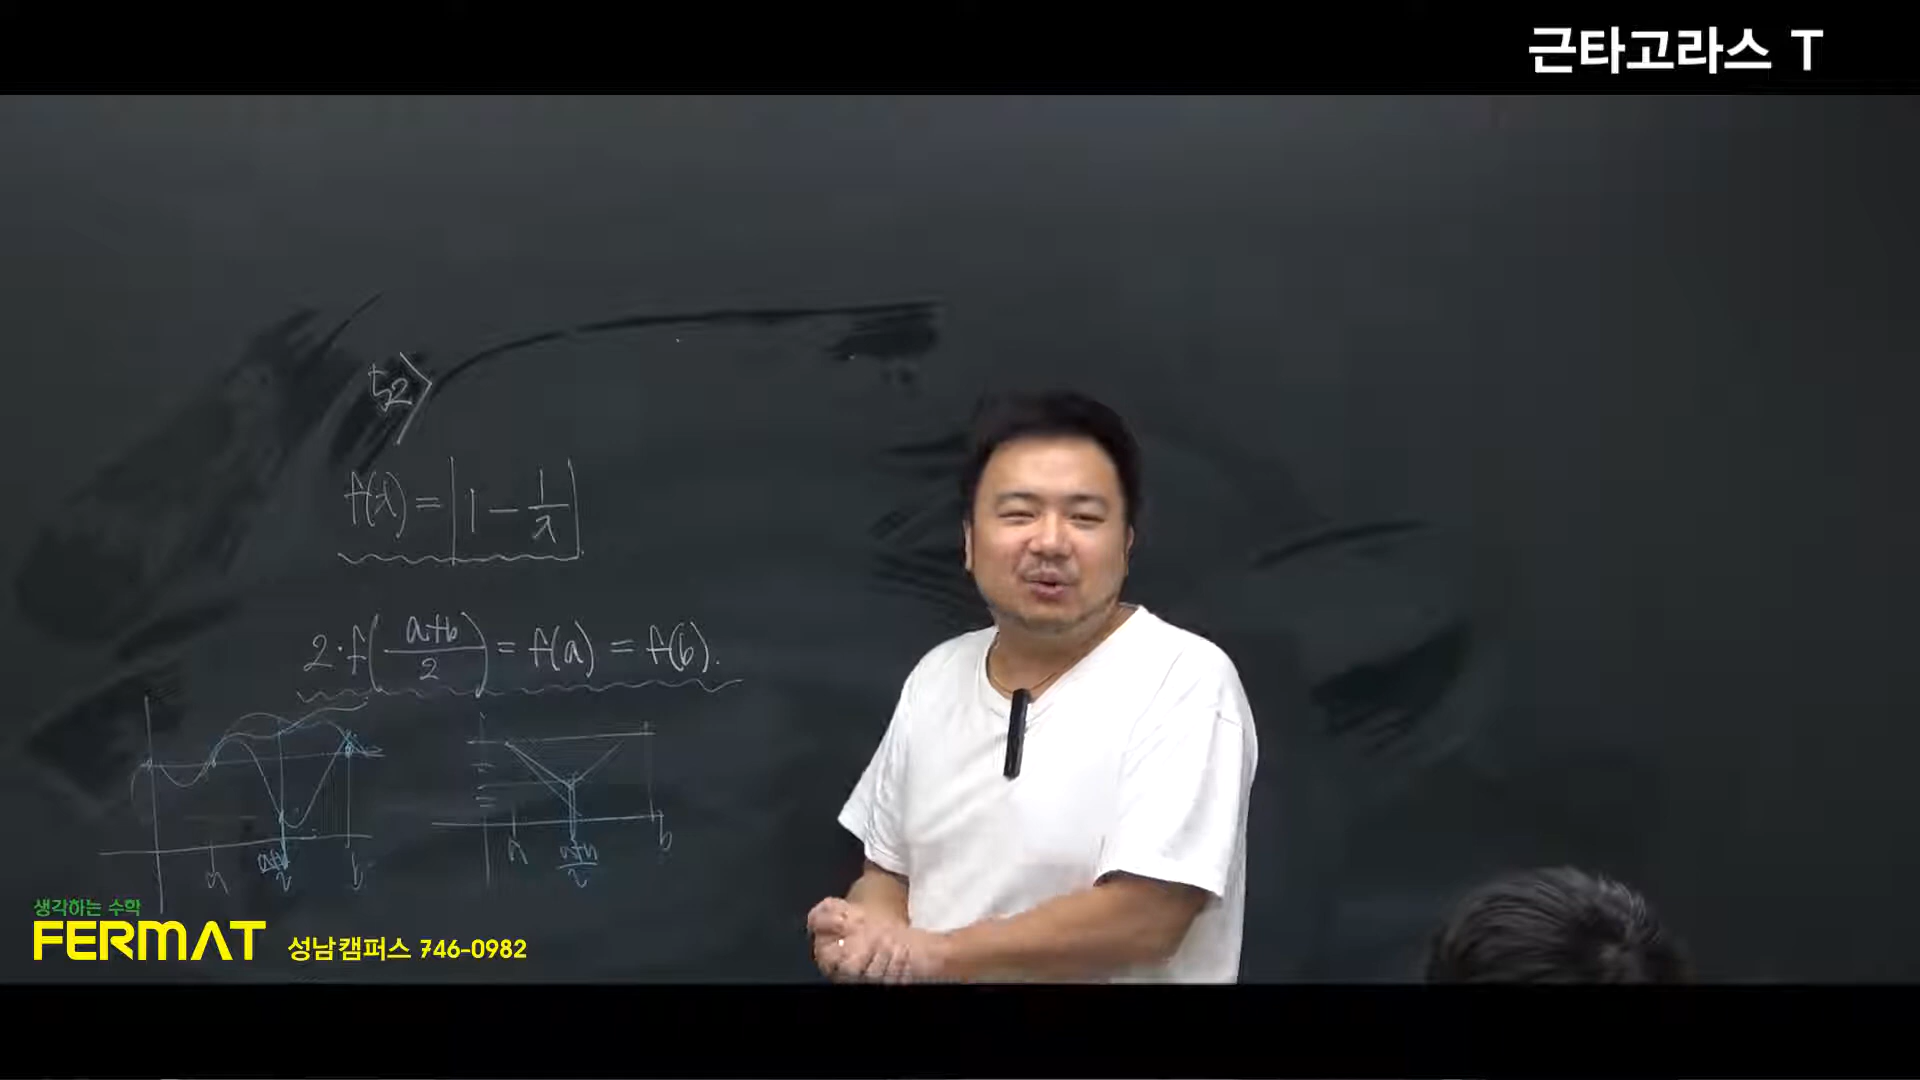 근타고라스 T
52>
f(x) = |1 - 1/x|
2·f((a+b)/2) = f(a) = f(b).
a
a+b/2
b
생각하는 수학
FERMAT 성남캠퍼스 746-0982